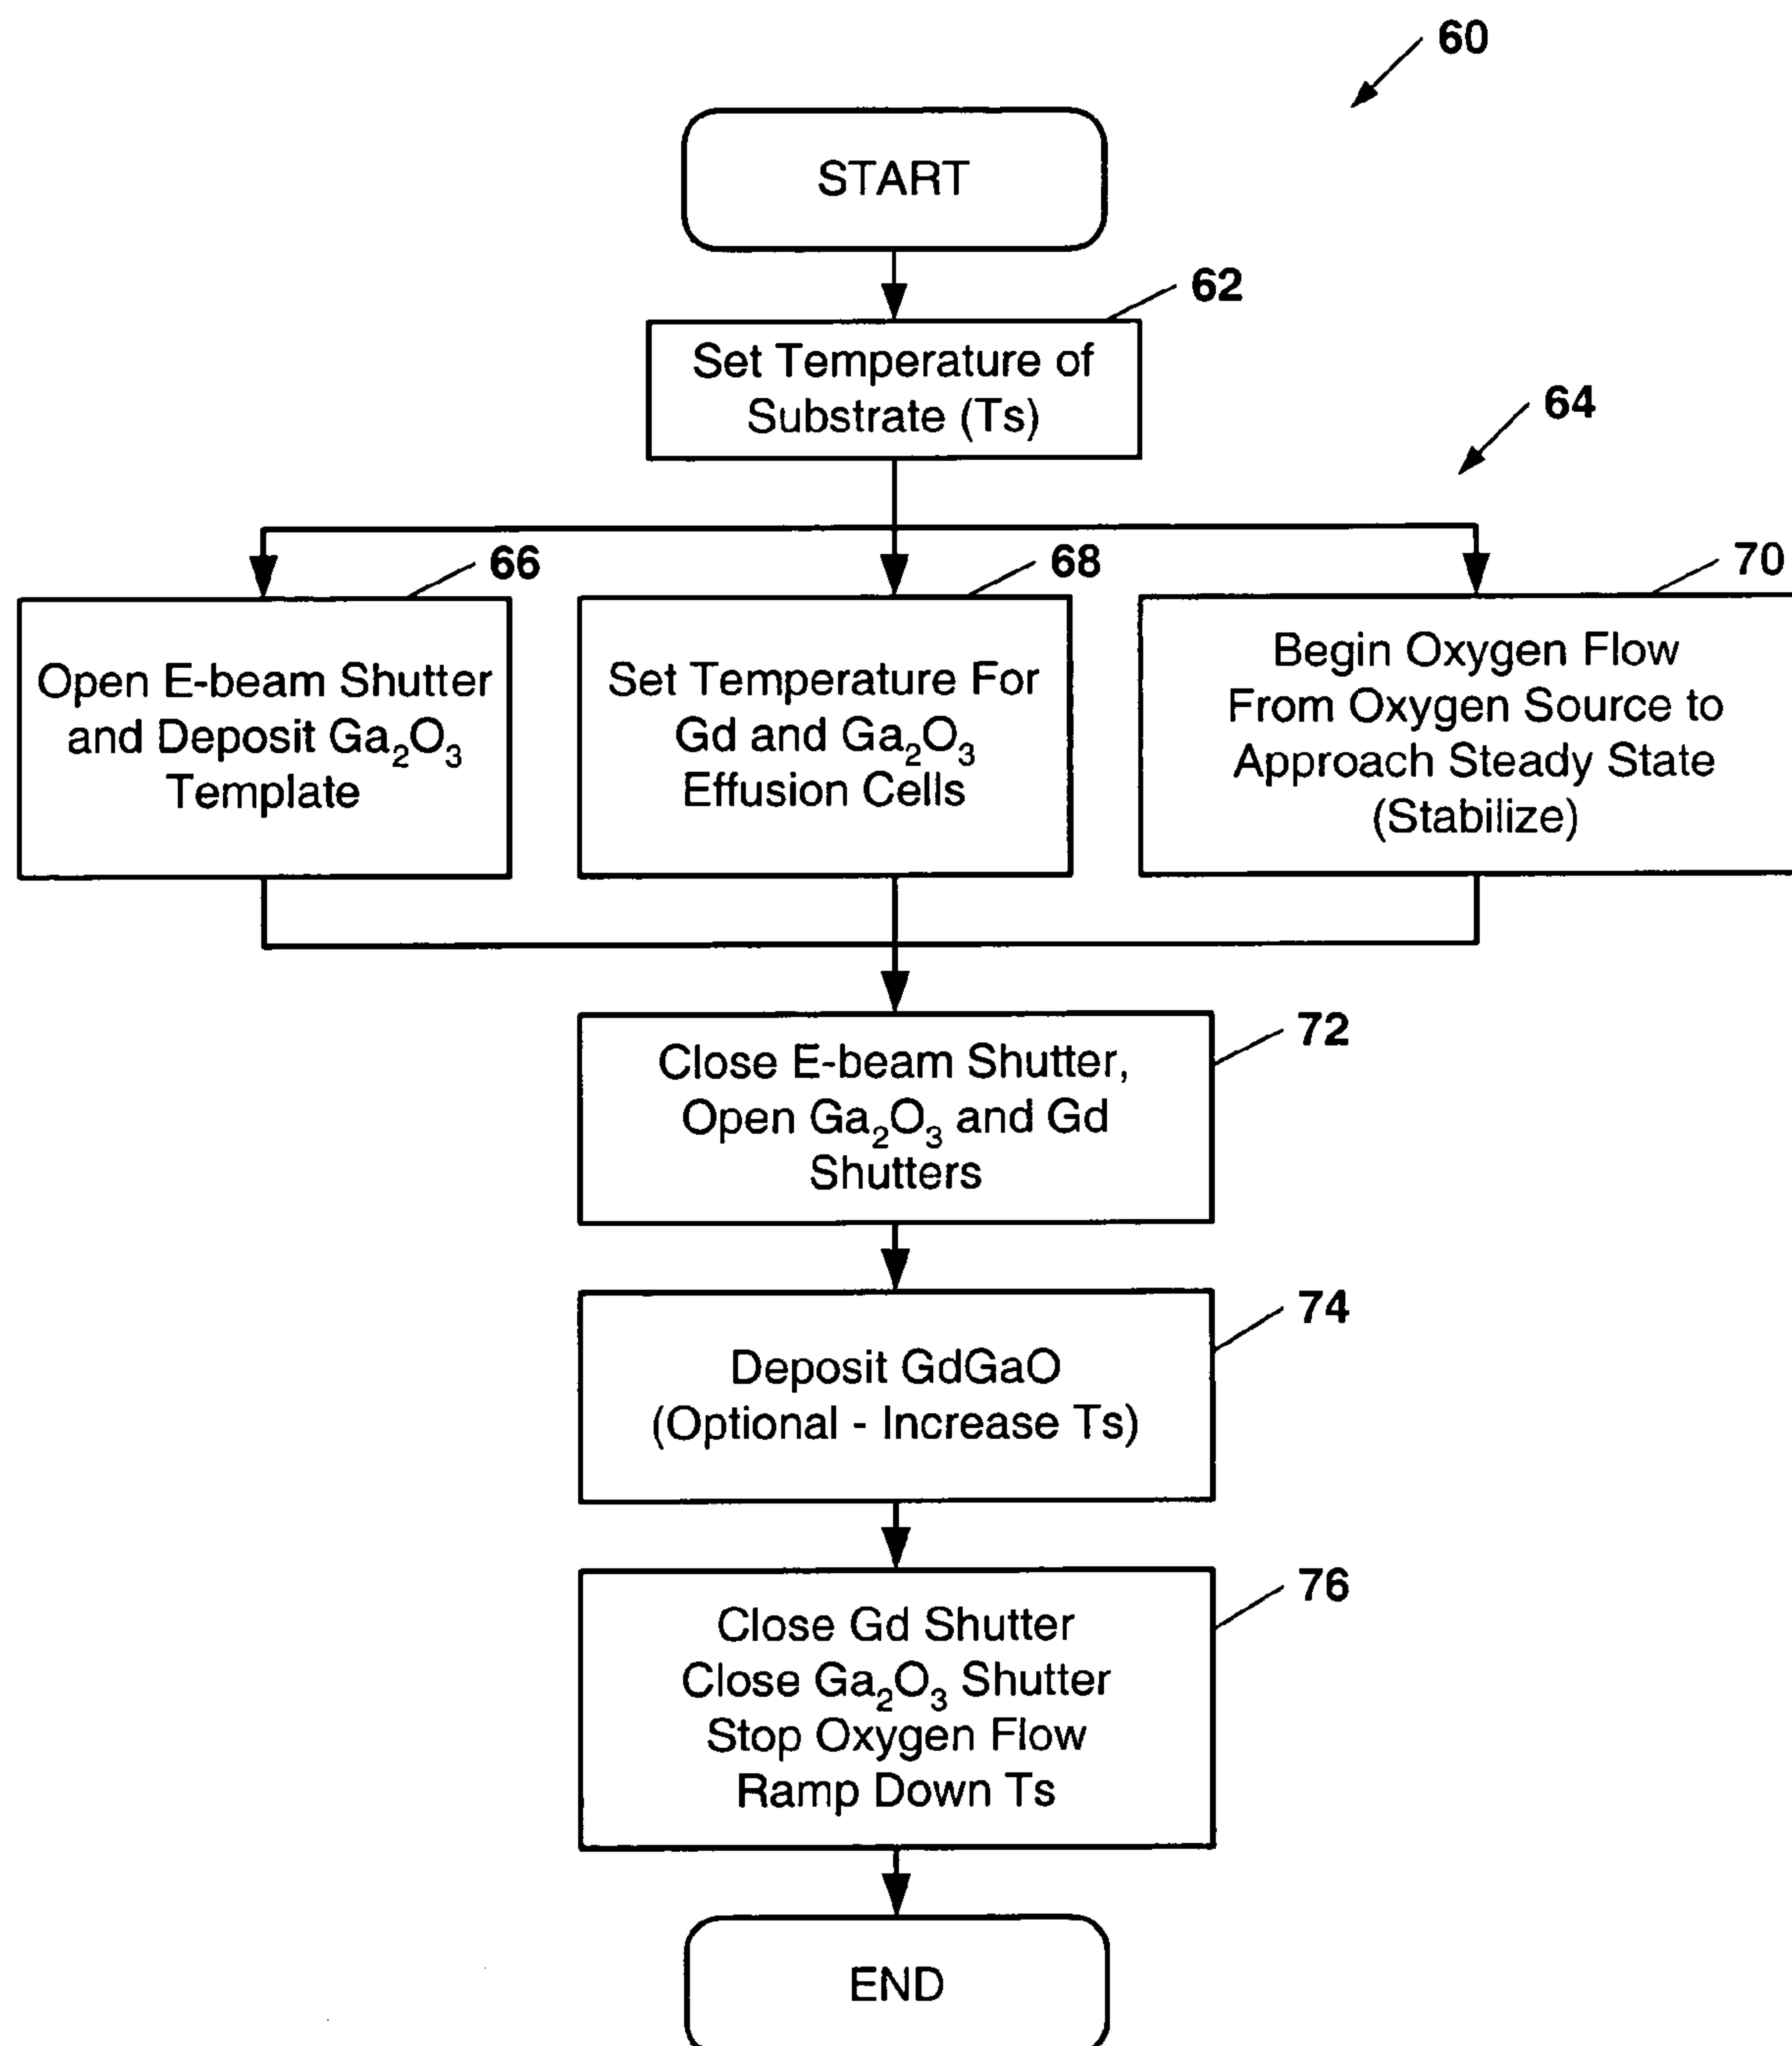 60
START
62
Set Temperature of
Substrate (Ts)
64
66
Open E-beam Shutter
and Deposit Ga₂O₃
Template
68
Set Temperature For
Gd and Ga₂O₃
Effusion Cells
70
Begin Oxygen Flow
From Oxygen Source to
Approach Steady State
(Stabilize)
72
Close E-beam Shutter,
Open Ga₂O₃ and Gd
Shutters
74
Deposit GdGaO
(Optional - Increase Ts)
76
Close Gd Shutter
Close Ga₂O₃ Shutter
Stop Oxygen Flow
Ramp Down Ts
END